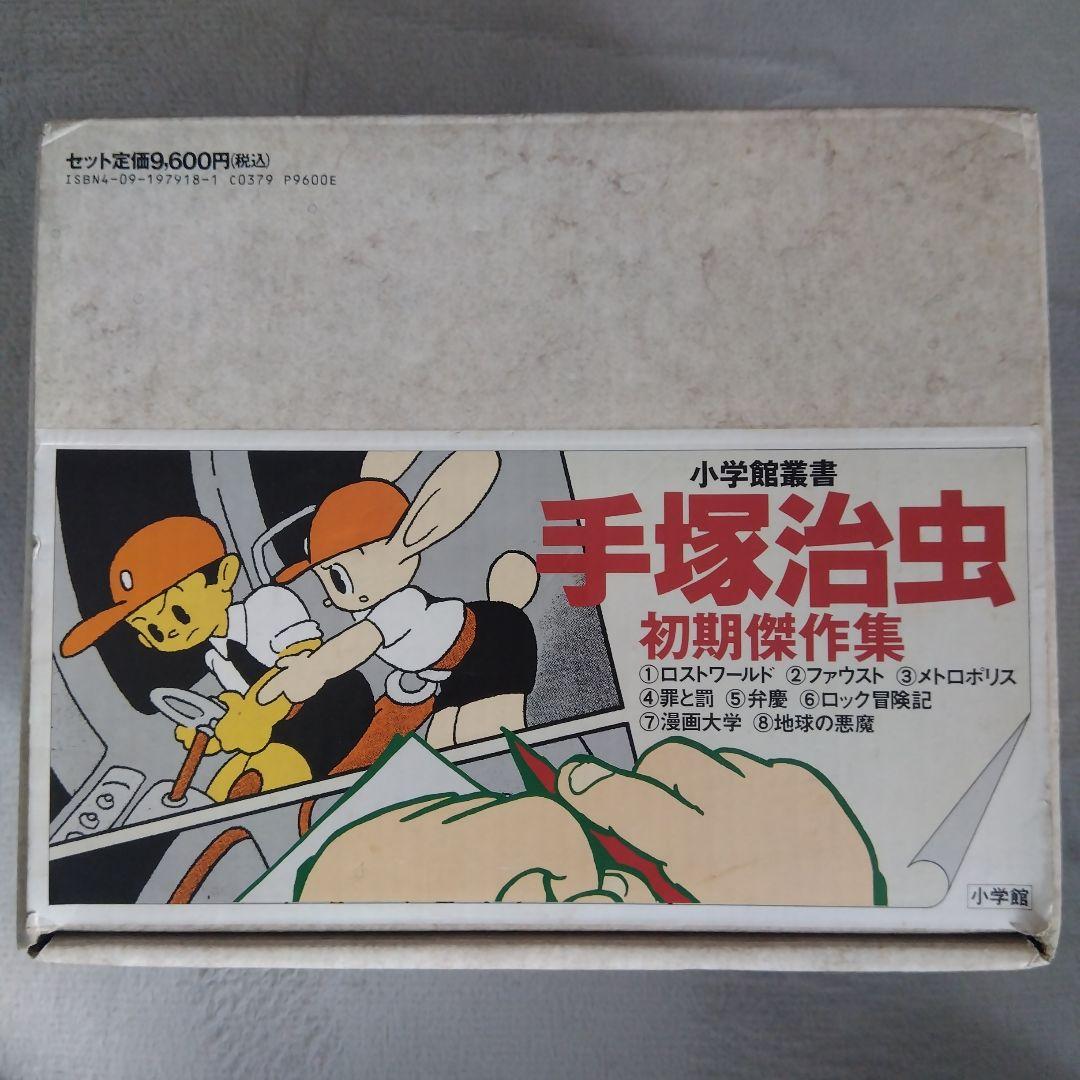 セット定価9,600円(税込)
ISBN4-09-197918-1 C0379 P9600E
小学館叢書
手塚治虫
初期傑作集
①ロストワールド ②ファウスト ③メトロポリス
④罪と罰 ⑤弁慶 ⑥ロック冒険記
⑦漫画大学 ⑧地球の悪魔
小学館